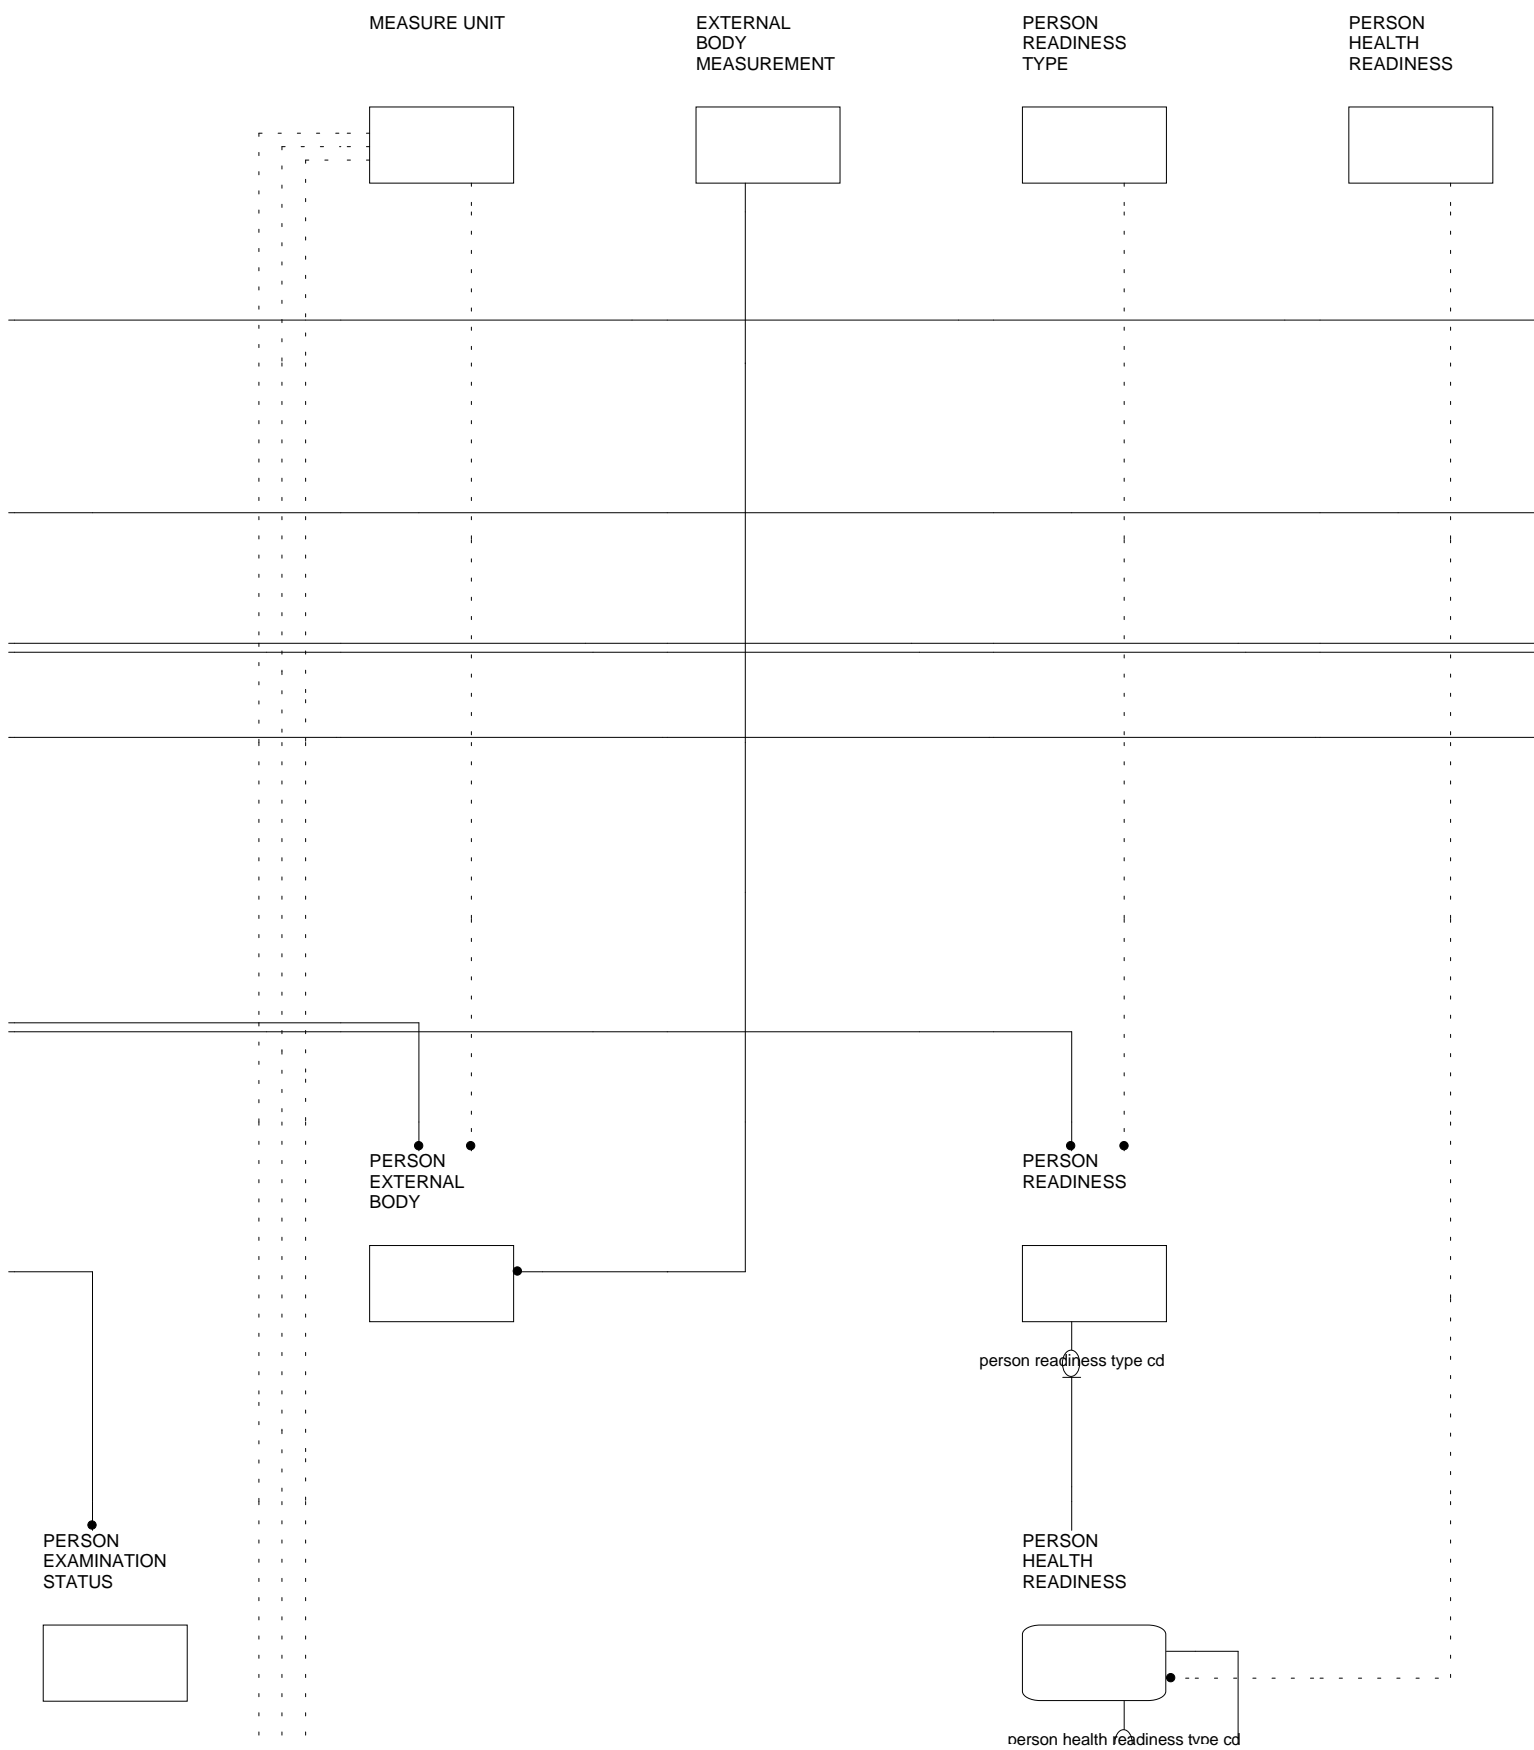 MEASURE UNIT
EXTERNAL
BODY
MEASUREMENT
PERSON
READINESS
TYPE
PERSON
HEALTH
READINESS
PERSON
EXTERNAL
BODY
PERSON
READINESS
person readiness type cd
PERSON
EXAMINATION
STATUS
PERSON
HEALTH
READINESS
person health readiness type cd